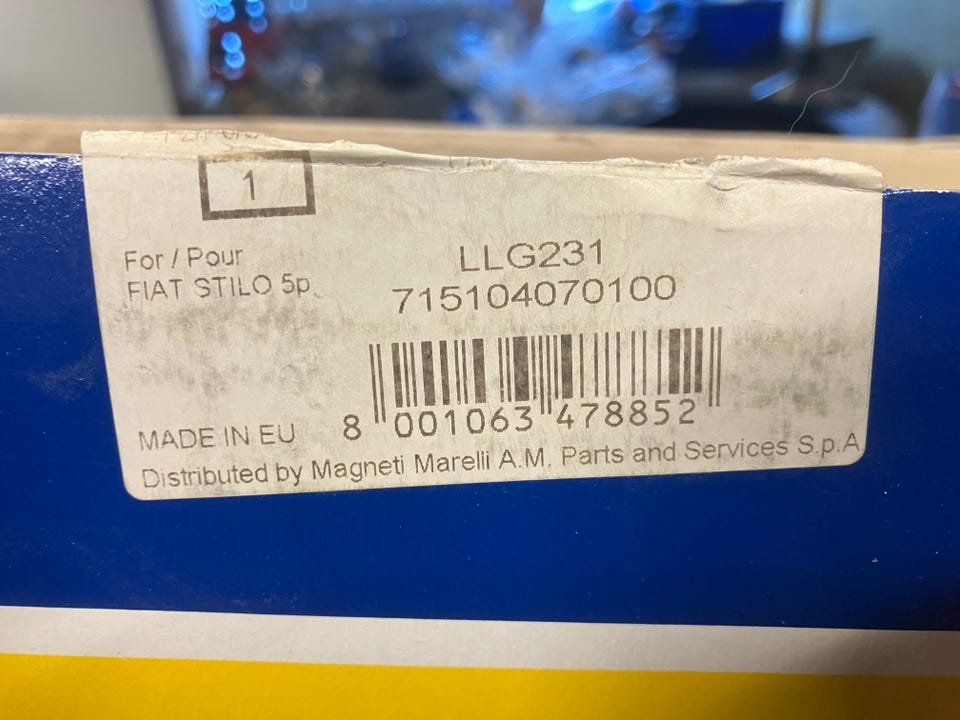 1
For / Pour
FIAT STILO 5p.
LLG231
715104070100
8 001063 478852
MADE IN EU
Distributed by Magneti Marelli A.M. Parts and Services S.p.A